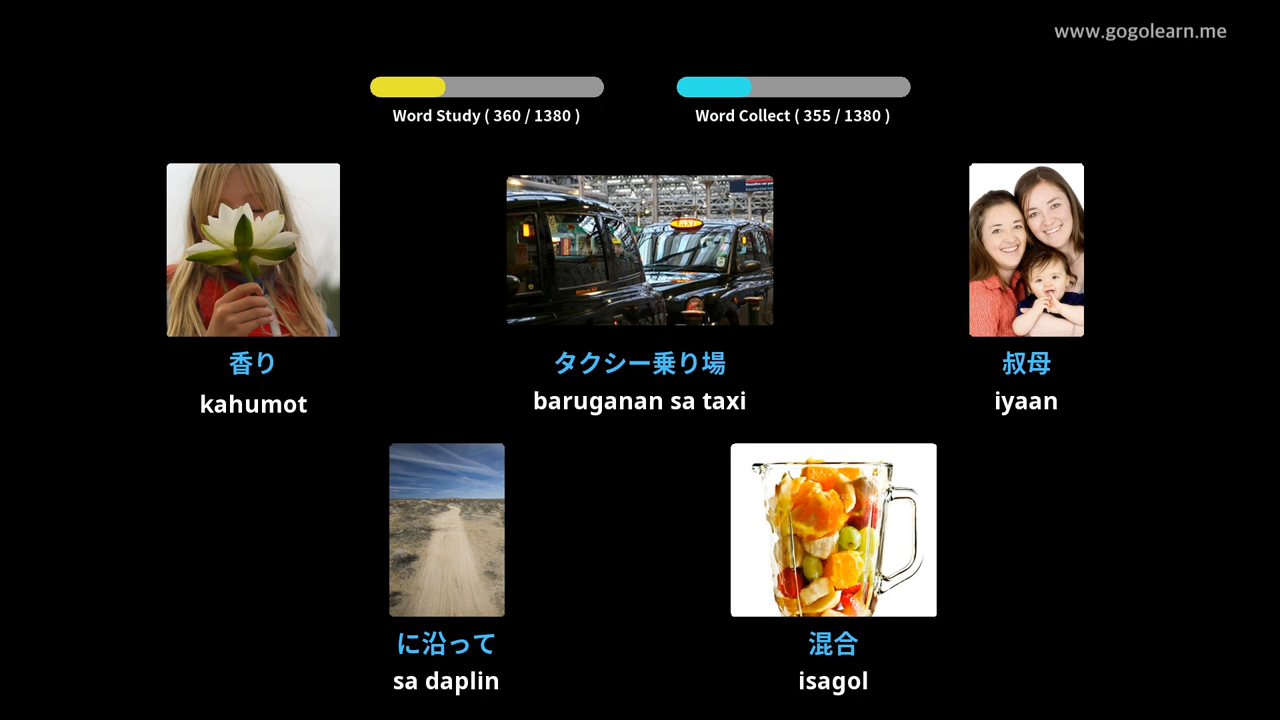 www.gogolearn.me
Word Study ( 360 / 1380 )
Word Collect ( 355 / 1380 )
TAXI
香り
kahumot
タクシー乗り場
baruganan sa taxi
叔母
iyaan
に沿って
sa daplin
混合
isagol